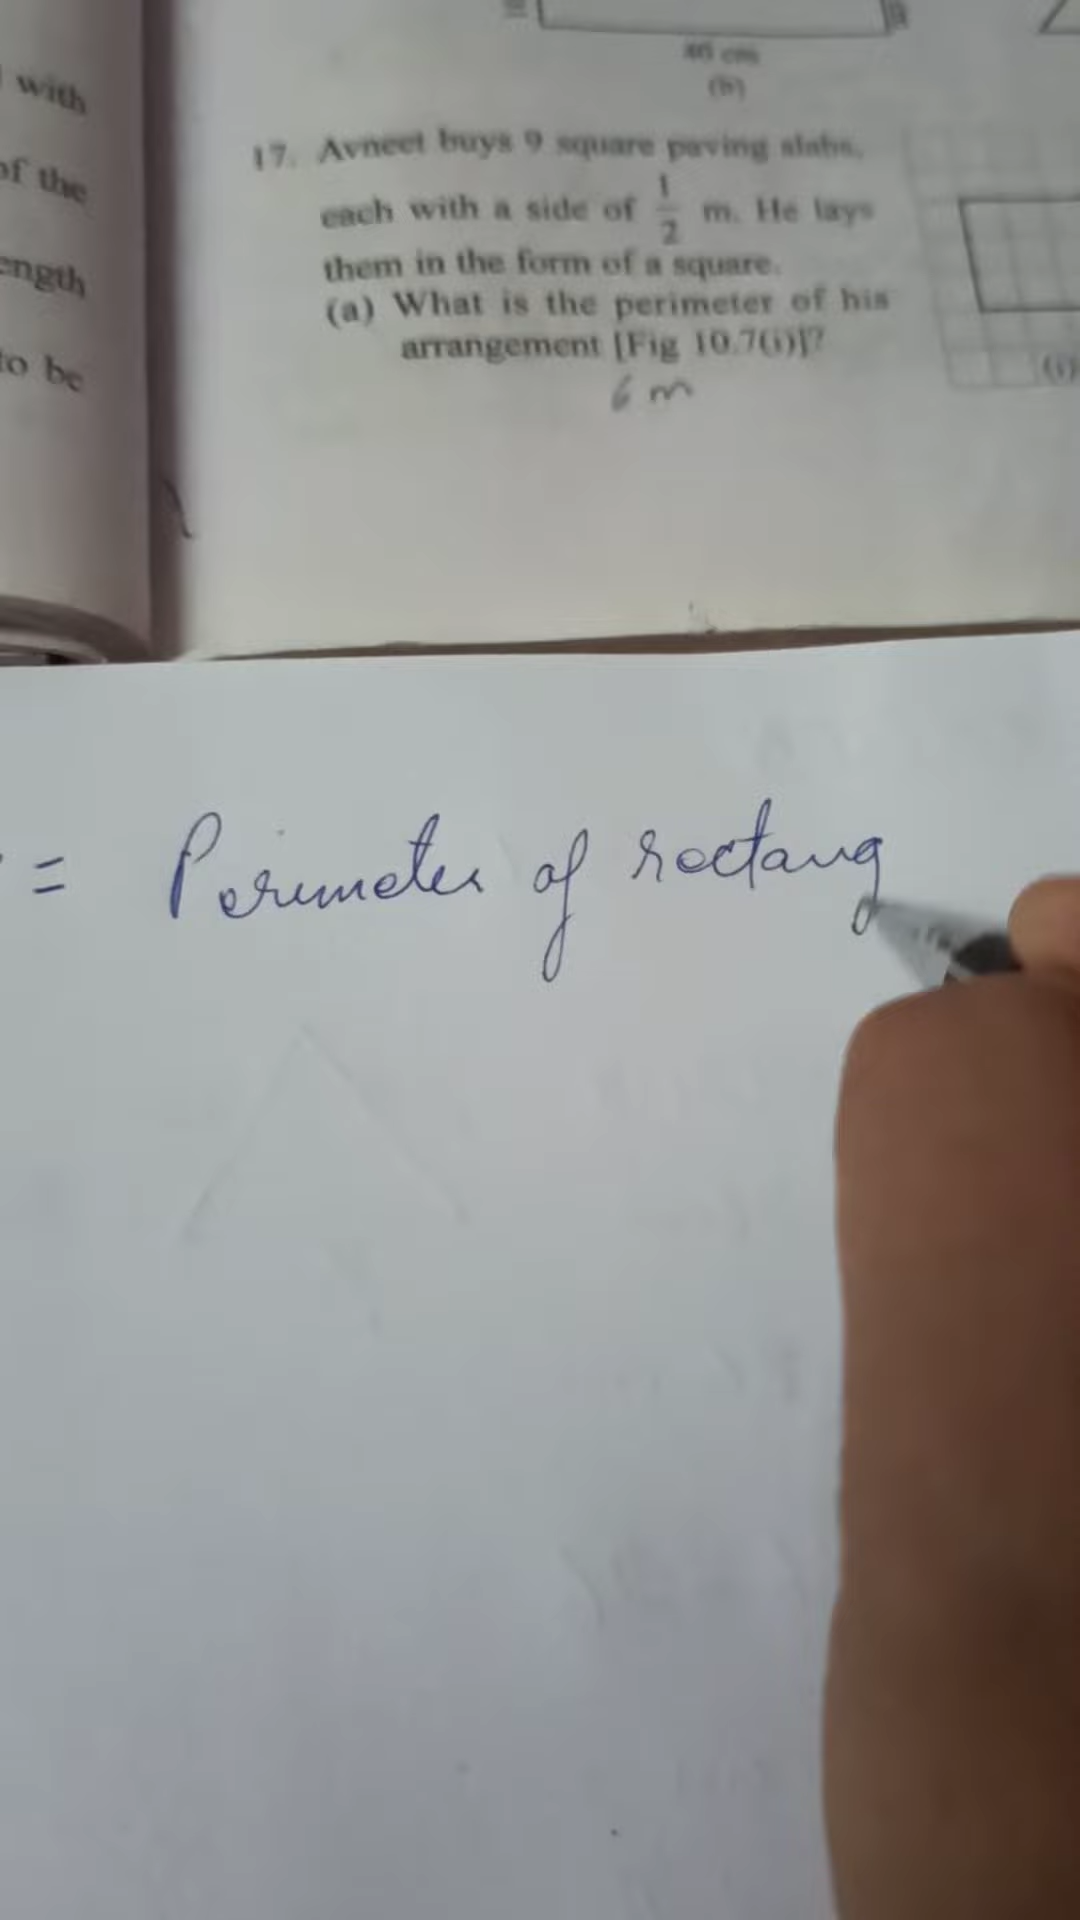 with
of the
ength
to be
46 cm
(b)
17. Avneet buys 9 square paving slabs,
each with a side of 1/2 m. He lays
them in the form of a square.
(a) What is the perimeter of his
arrangement [Fig 10.7(i)]?
6 m
(i)
= Perimeter of rectang